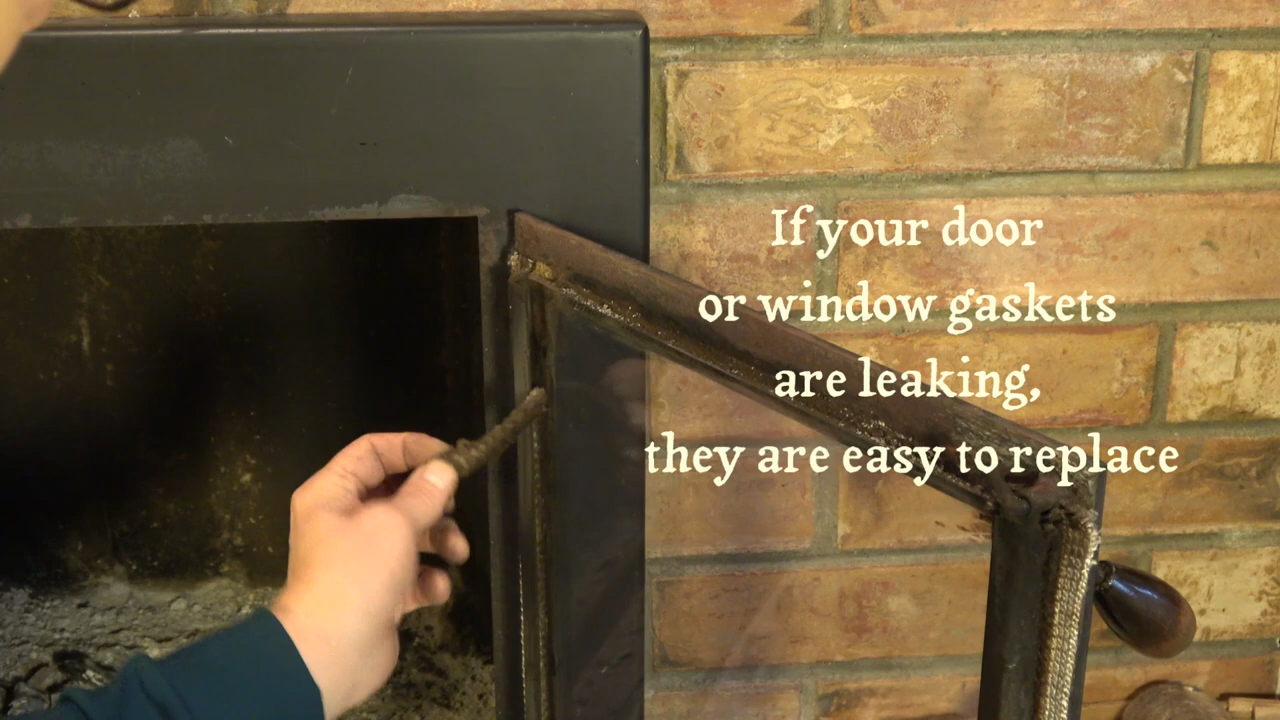 If your door
or window gaskets
are leaking,
they are easy to replace